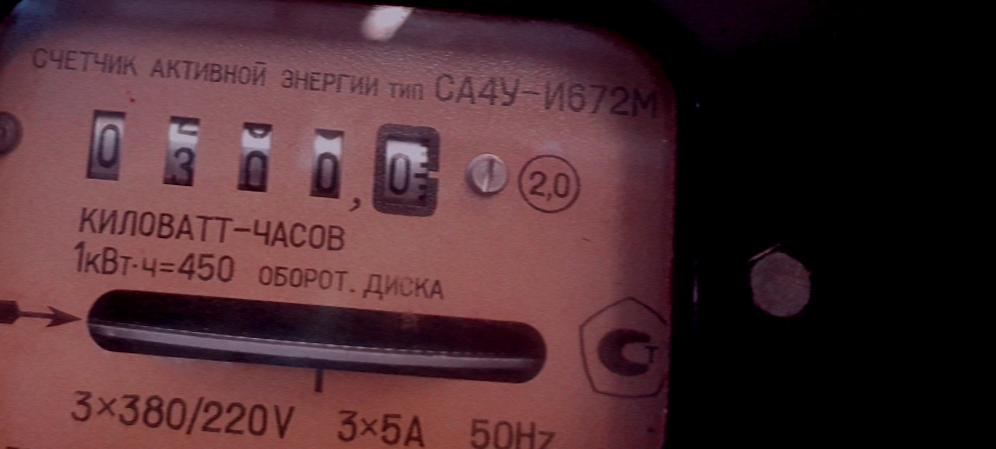 СЧЕТЧИК АКТИВНОЙ ЭНЕРГИИ тип СА4У-И672М
0 3 0 0 , 0 2,0
КИЛОВАТТ-ЧАСОВ
1кВт·ч=450 ОБОРОТ. ДИСКА
Ст
3×380/220V 3×5А 50Hz